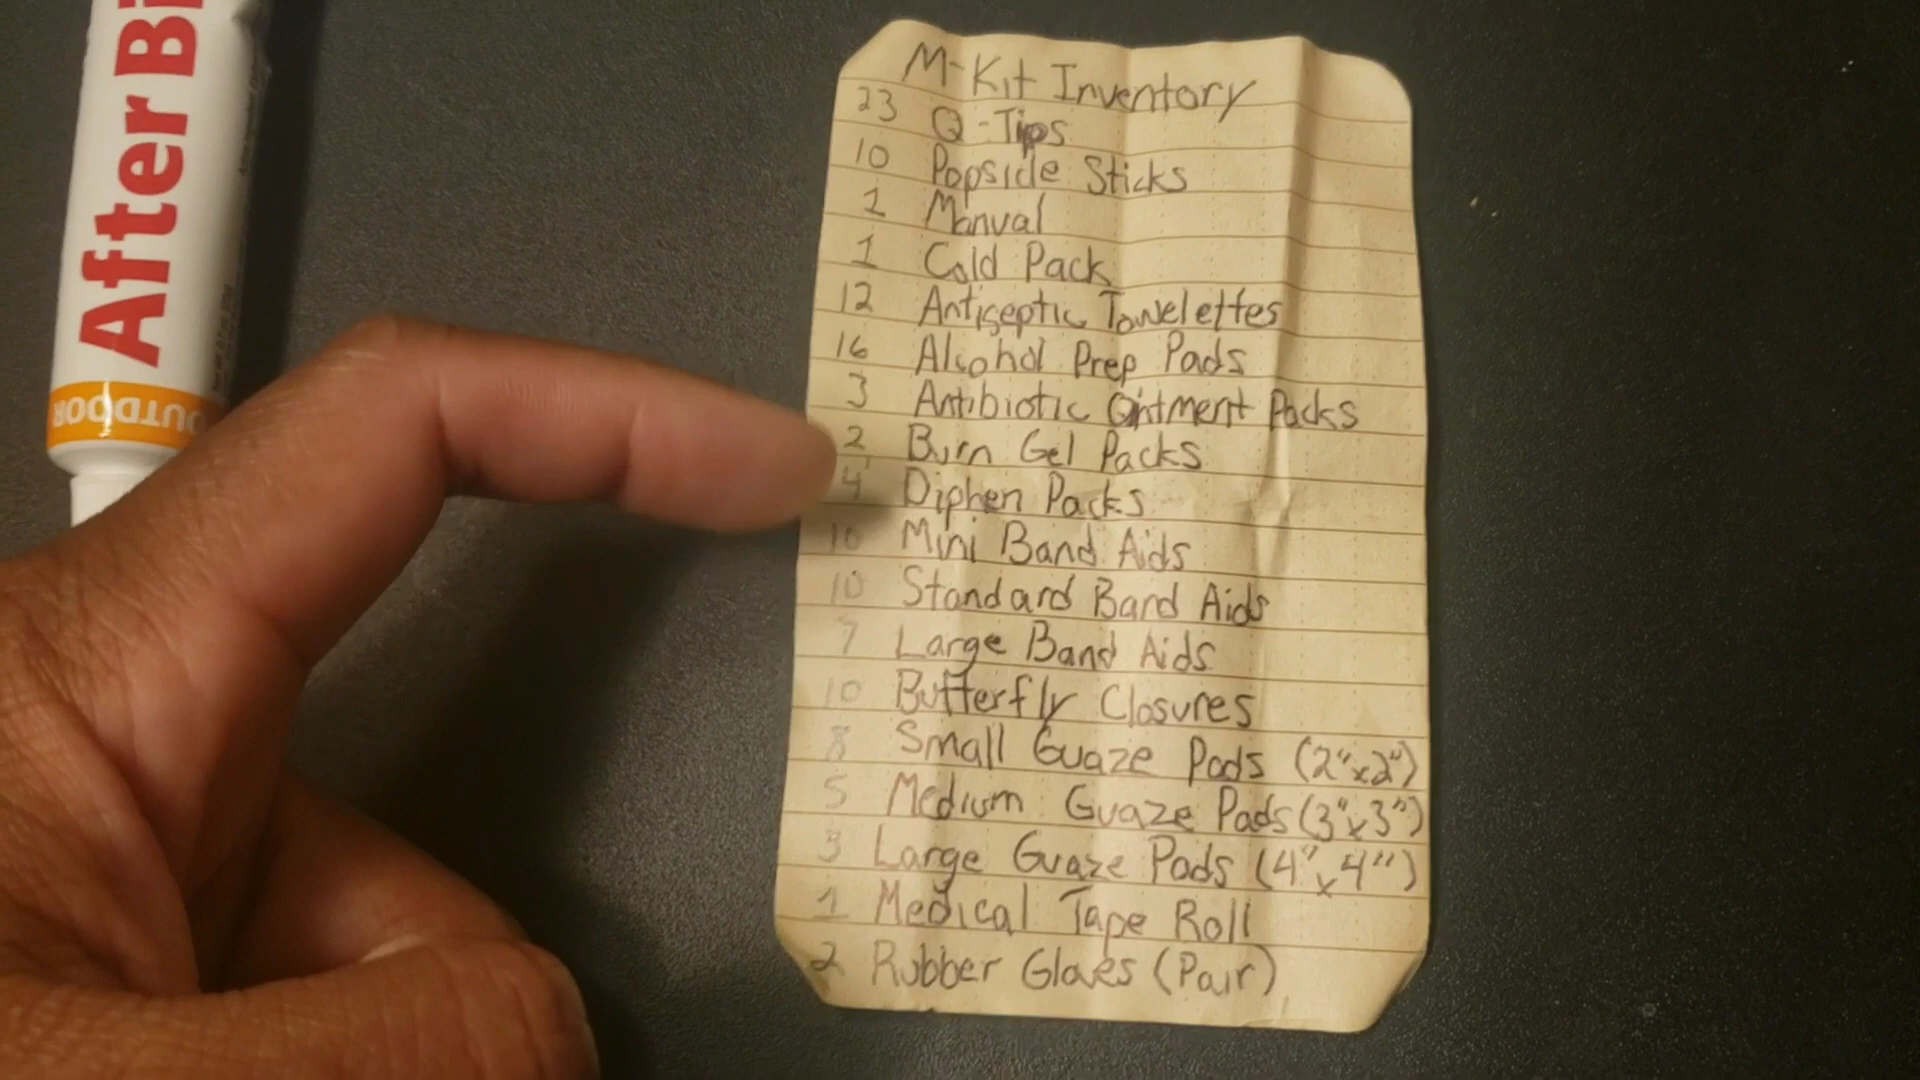 After Bi
OUTDOOR
M-Kit Inventory
23 Q-Tips
10 Popsicle Sticks
1 Manual
1 Cold Pack
12 Antiseptic Towelettes
16 Alcohol Prep Pads
3 Antibiotic Ointment Packs
2 Burn Gel Packs
4 Diphen Packs
10 Mini Band Aids
10 Standard Band Aids
7 Large Band Aids
10 Butterfly Closures
8 Small Guaze Pads (2"x2")
5 Medium Guaze Pads (3"x3")
3 Large Guaze Pads (4"x4")
1 Medical Tape Roll
2 Rubber Gloves (Pair)